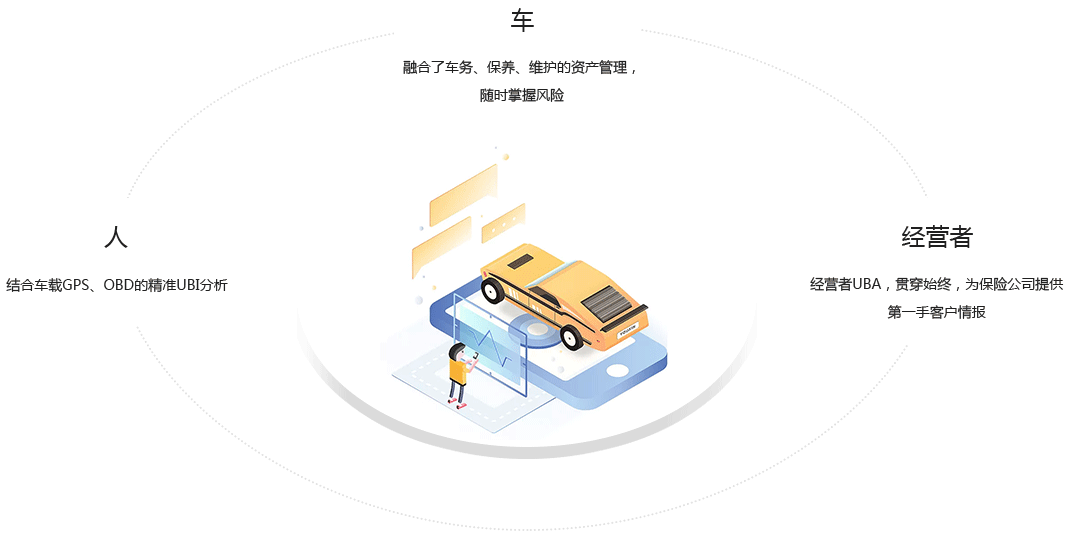 车
融合了车务、保养、维护的资产管理，
随时掌握风险
人
结合车载GPS、OBD的精准UBI分析
经营者
经营者UBA，贯穿始终，为保险公司提供
第一手客户情报